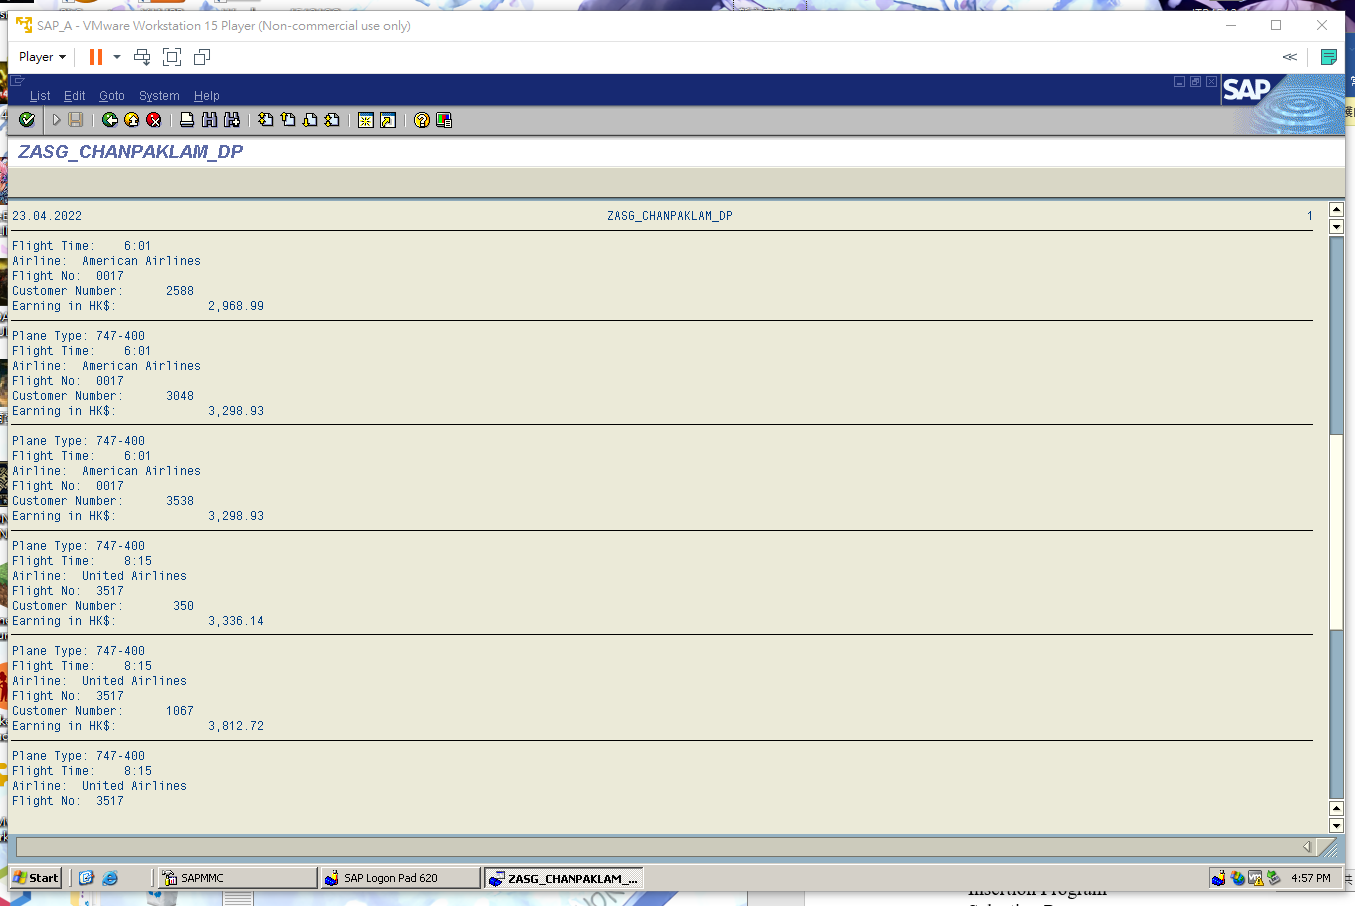 SAP_A - VMware Workstation 15 Player (Non-commercial use only)
Player
List Edit Goto System Help
SAP
ZASG_CHANPAKLAM_DP
23.04.2022 ZASG_CHANPAKLAM_DP 1
Flight Time: 6:01
Airline: American Airlines
Flight No: 0017
Customer Number: 2588
Earning in HK$: 2,968.99
Plane Type: 747-400
Flight Time: 6:01
Airline: American Airlines
Flight No: 0017
Customer Number: 3048
Earning in HK$: 3,298.93
Plane Type: 747-400
Flight Time: 6:01
Airline: American Airlines
Flight No: 0017
Customer Number: 3538
Earning in HK$: 3,298.93
Plane Type: 747-400
Flight Time: 8:15
Airline: United Airlines
Flight No: 3517
Customer Number: 350
Earning in HK$: 3,336.14
Plane Type: 747-400
Flight Time: 8:15
Airline: United Airlines
Flight No: 3517
Customer Number: 1067
Earning in HK$: 3,812.72
Plane Type: 747-400
Flight Time: 8:15
Airline: United Airlines
Flight No: 3517
Start SAPMMC SAP Logon Pad 620 ZASG_CHANPAKLAM_... 4:57 PM
Insertion Program